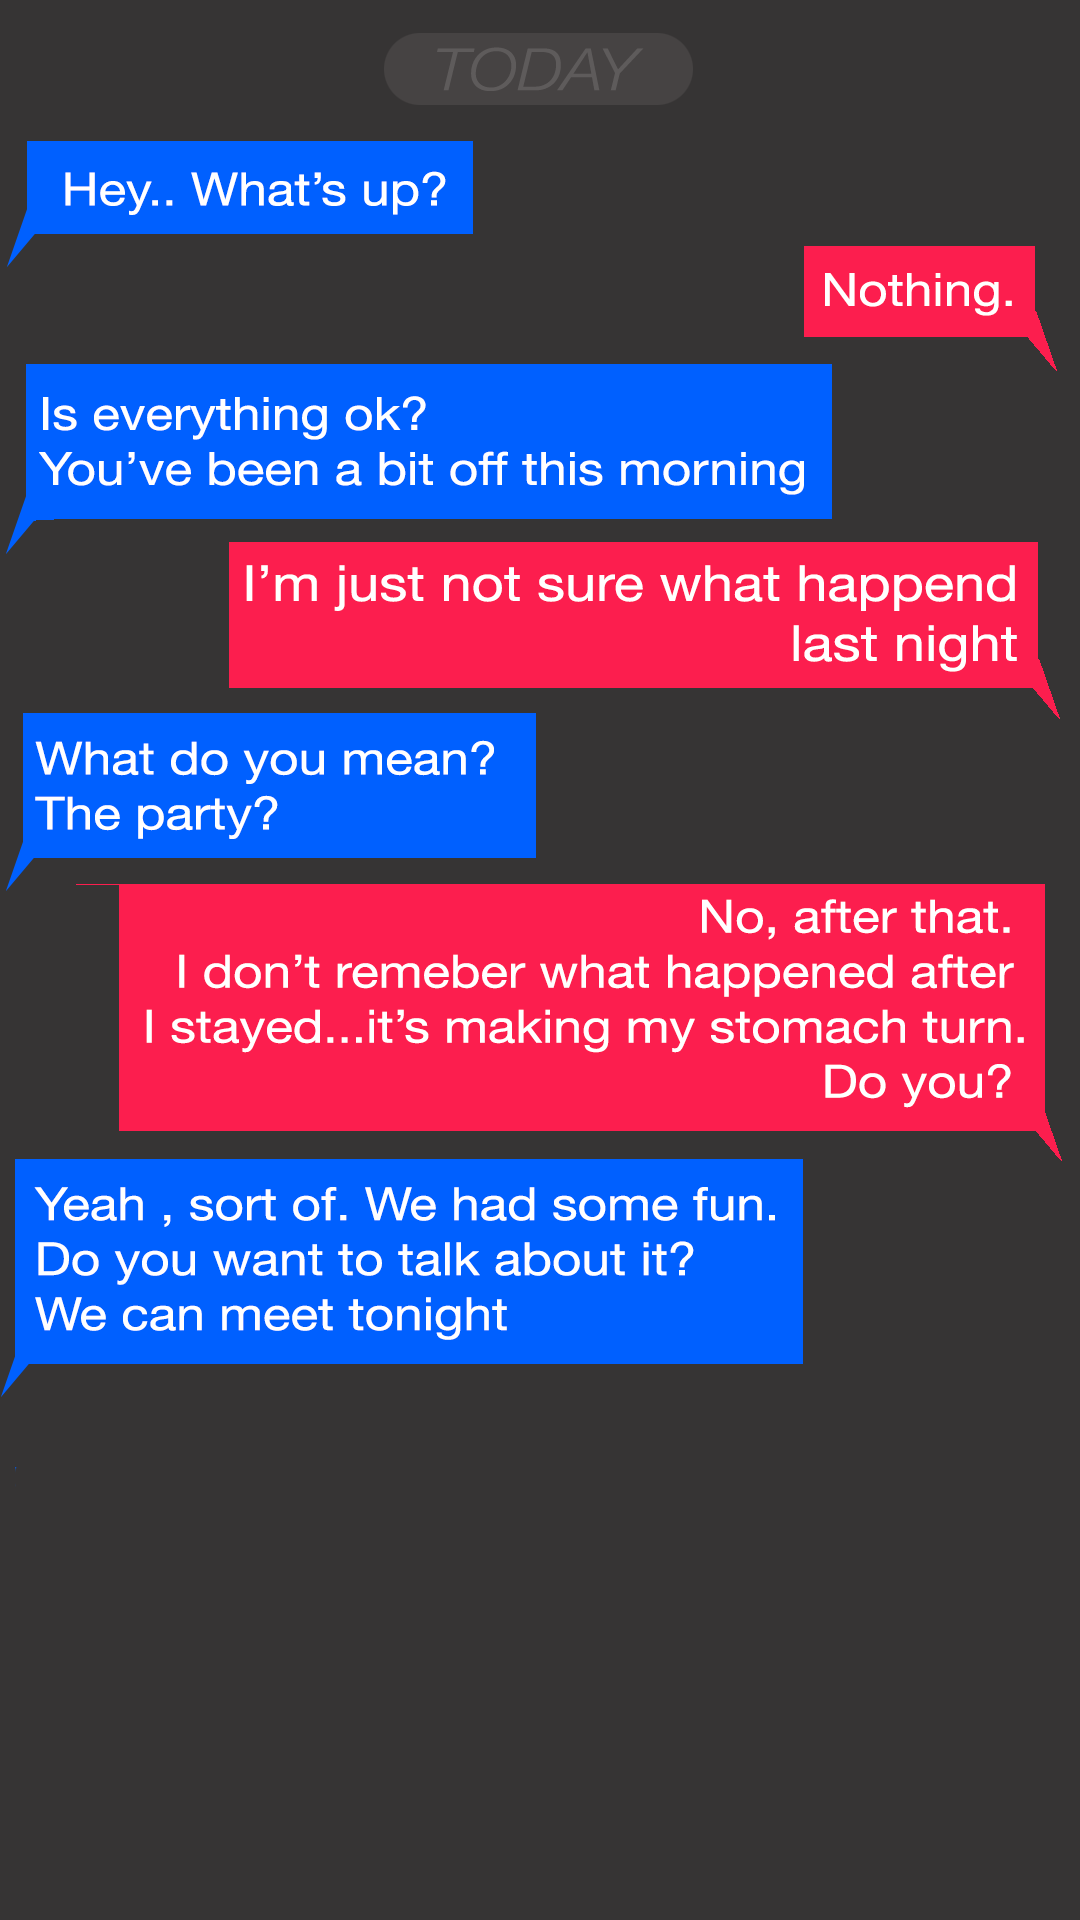 TODAY
Hey.. What’s up?
Nothing.
Is everything ok?
You’ve been a bit off this morning
I’m just not sure what happend
last night
What do you mean?
The party?
No, after that.
I don’t remeber what happened after
I stayed...it’s making my stomach turn.
Do you?
Yeah , sort of. We had some fun.
Do you want to talk about it?
We can meet tonight